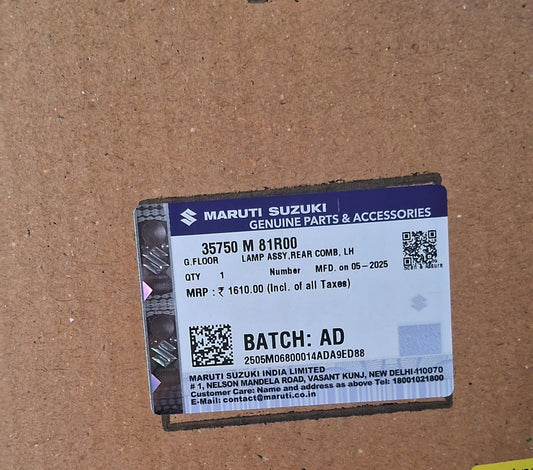 MARUTI SUZUKI
GENUINE PARTS & ACCESSORIES
35750 M 81R00
G.FLOOR LAMP ASSY,REAR COMB, LH
QTY 1 Number MFD. on 05-2025
Scan & Assure
MRP : ₹ 1610.00 (Incl. of all Taxes)
BATCH: AD
2505M06800014ADA9ED88
MARUTI SUZUKI INDIA LIMITED
# 1, NELSON MANDELA ROAD, VASANT KUNJ, NEW DELHI-110070
Customer Care: Name and address as above Tel: 18001021800
E-Mail: contact@maruti.co.in